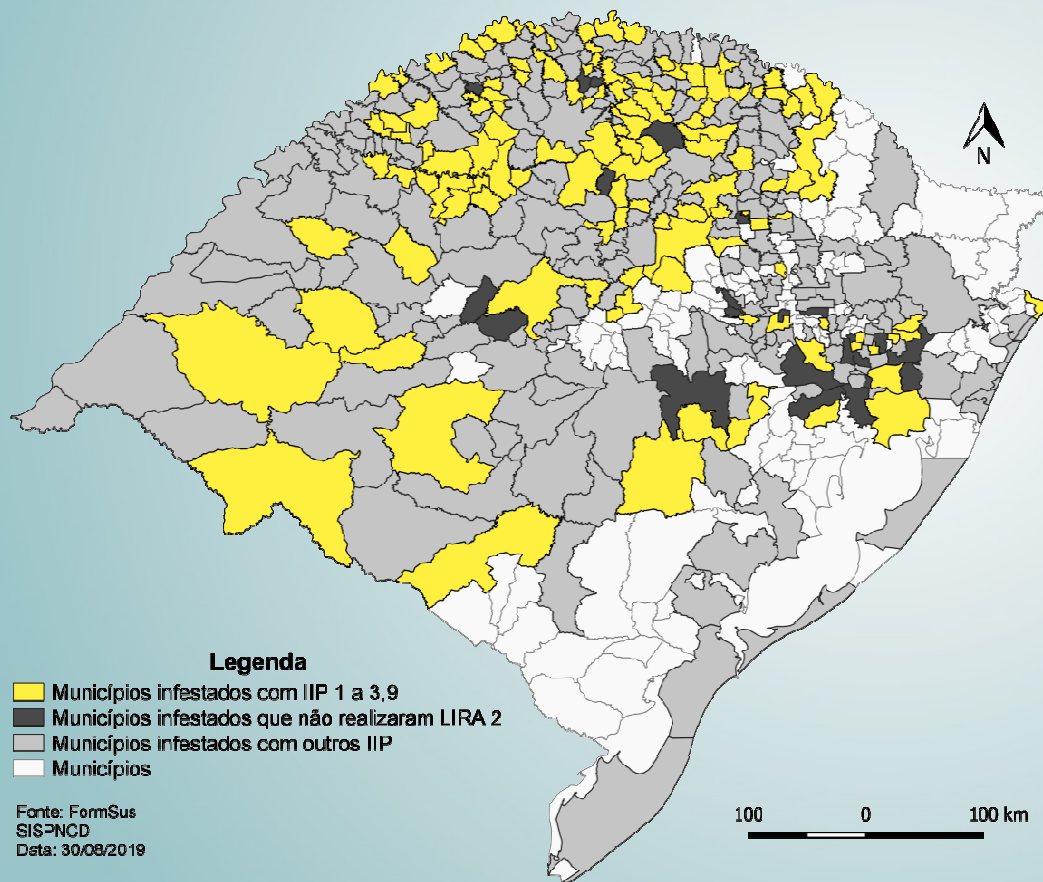 N
Legenda
Municípios infestados com IIP 1 a 3,9
Municípios infestados que não realizaram LIRA 2
Municípios infestados com outros IIP
Municípios
Fonte: FormSus
SISPNCD
Data: 30/08/2019
100 0 100 km